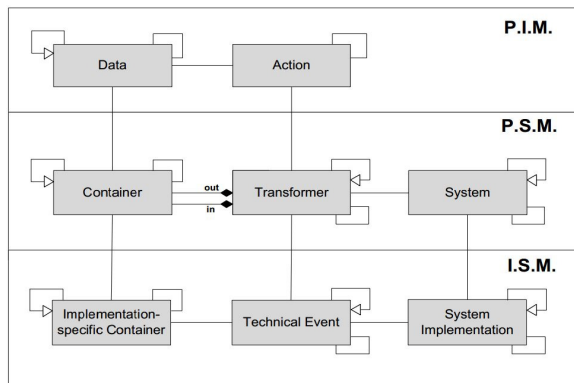 P.I.M.
Data
Action
P.S.M.
Container
out
in
Transformer
System
I.S.M.
Implementation-
specific Container
Technical Event
System
Implementation